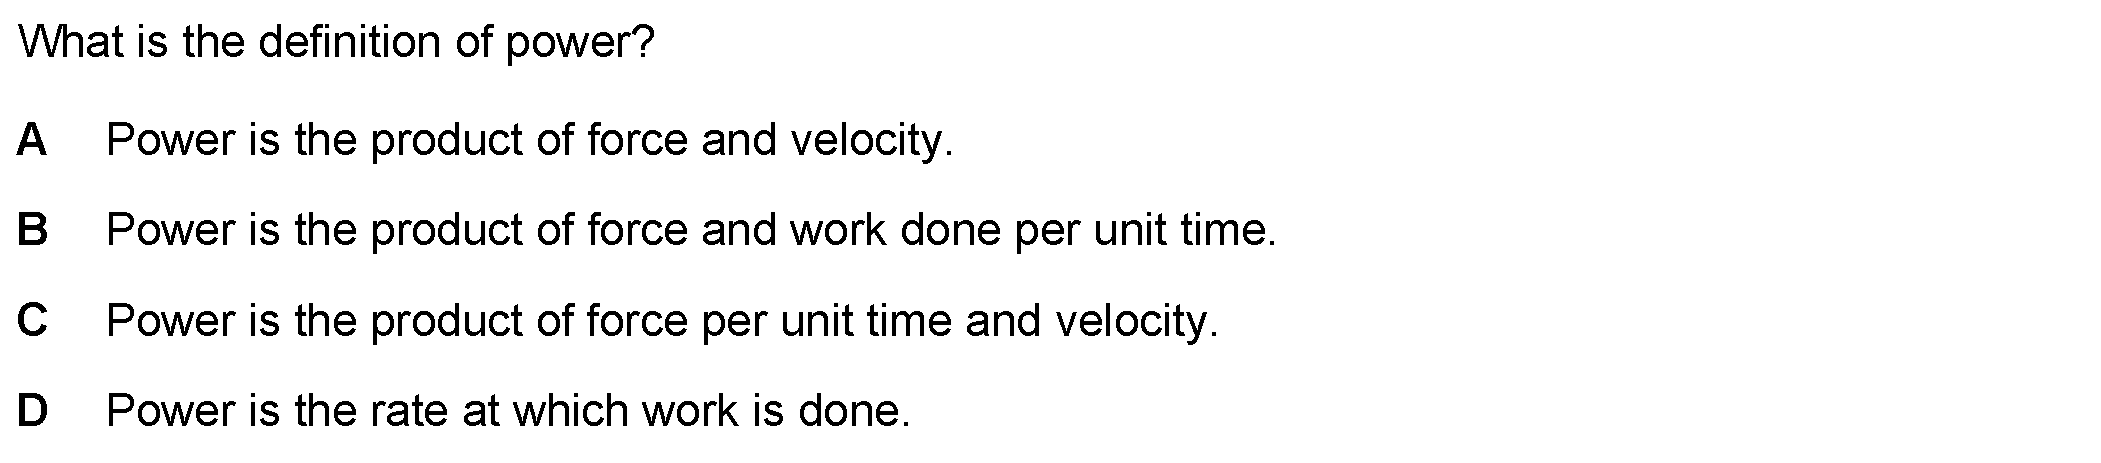 What is the definition of power?
A Power is the product of force and velocity.
B Power is the product of force and work done per unit time.
C Power is the product of force per unit time and velocity.
D Power is the rate at which work is done.